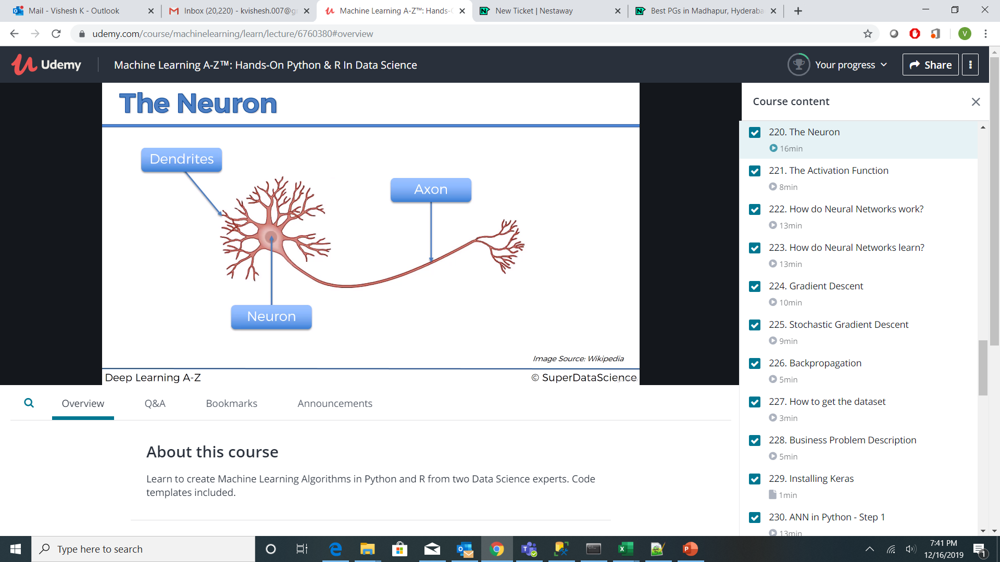 Mail - Vishesh K - Outlook
Inbox (20,220) - kvishesh.007@g
Machine Learning A-Z™: Hands-
New Ticket | Nestaway
Best PGs in Madhapur, Hyderaba
udemy.com/course/machinelearning/learn/lecture/6760380#overview
V
Udemy
Machine Learning A-Z™: Hands-On Python & R In Data Science
Your progress
Share
The Neuron
Dendrites
Axon
Neuron
Image Source: Wikipedia
Deep Learning A-Z
© SuperDataScience
Course content
220. The Neuron
16min
221. The Activation Function
8min
222. How do Neural Networks work?
13min
223. How do Neural Networks learn?
13min
224. Gradient Descent
10min
225. Stochastic Gradient Descent
9min
226. Backpropagation
5min
227. How to get the dataset
3min
228. Business Problem Description
5min
229. Installing Keras
1min
230. ANN in Python - Step 1
13min
Overview
Q&A
Bookmarks
Announcements
About this course
Learn to create Machine Learning Algorithms in Python and R from two Data Science experts. Code
templates included.
Type here to search
7:41 PM
12/16/2019
1